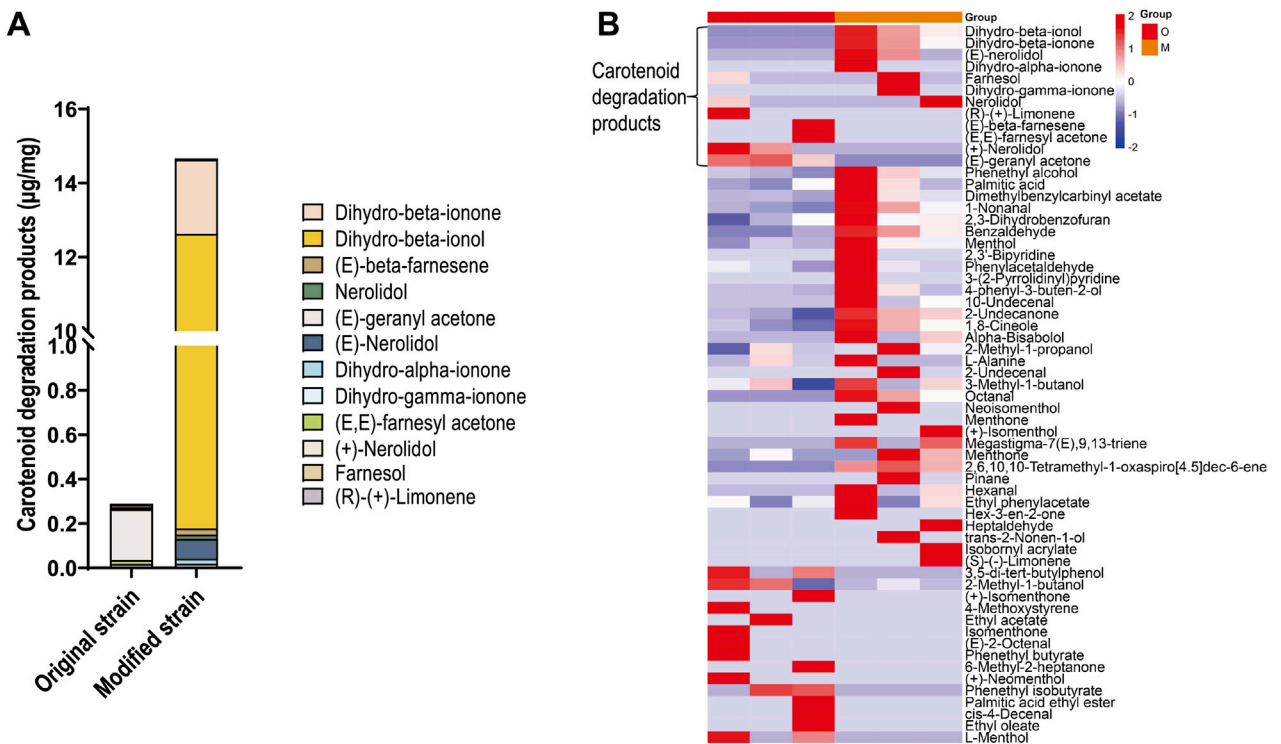 A
Carotenoid degradation products (µg/mg)
16
14
12
10
1.0
0.8
0.6
0.4
0.2
0.0
Original strain
Modified strain
Dihydro-beta-ionone
Dihydro-beta-ionol
(E)-beta-farnesene
Nerolidol
(E)-geranyl acetone
(E)-Nerolidol
Dihydro-alpha-ionone
Dihydro-gamma-ionone
(E,E)-farnesyl acetone
(+)-Nerolidol
Farnesol
(R)-(+)-Limonene
B
Carotenoid
degradation
products
Group
Dihydro-beta-ionol
Dihydro-beta-ionone
(E)-nerolidol
Dihydro-alpha-ionone
Farnesol
Dihydro-gamma-ionone
Nerolidol
(R)-(+)-Limonene
(E)-beta-farnesene
(E,E)-farnesyl acetone
(+)-Nerolidol
(E)-geranyl acetone
Phenethyl alcohol
Palmitic acid
Dimethylbenzylcarbinyl acetate
1-Nonanal
2,3-Dihydrobenzofuran
Benzaldehyde
Menthol
2,3'-Bipyridine
Phenylacetaldehyde
3-(2-Pyrrolidinyl)pyridine
4-phenyl-3-buten-2-ol
10-Undecenal
2-Undecanone
1,8-Cineole
Alpha-Bisabolol
2-Methyl-1-propanol
L-Alanine
2-Undecenal
3-Methyl-1-butanol
Octanal
Neoisomenthol
Menthone
(+)-Isomenthol
Megastigma-7(E),9,13-triene
Menthone
2,6,10,10-Tetramethyl-1-oxaspiro[4.5]dec-6-ene
Pinane
Hexanal
Ethyl phenylacetate
Hex-3-en-2-one
Heptaldehyde
trans-2-Nonen-1-ol
Isobornyl acrylate
(S)-(-)-Limonene
3,5-di-tert-butylphenol
2-Methyl-1-butanol
(+)-Isomenthone
4-Methoxystyrene
Ethyl acetate
Isomenthone
(E)-2-Octenal
Phenethyl butyrate
6-Methyl-2-heptanone
(+)-Neomenthol
Phenethyl isobutyrate
Palmitic acid ethyl ester
cis-4-Decenal
Ethyl oleate
L-Menthol
2
1
0
-1
-2
Group
O
M